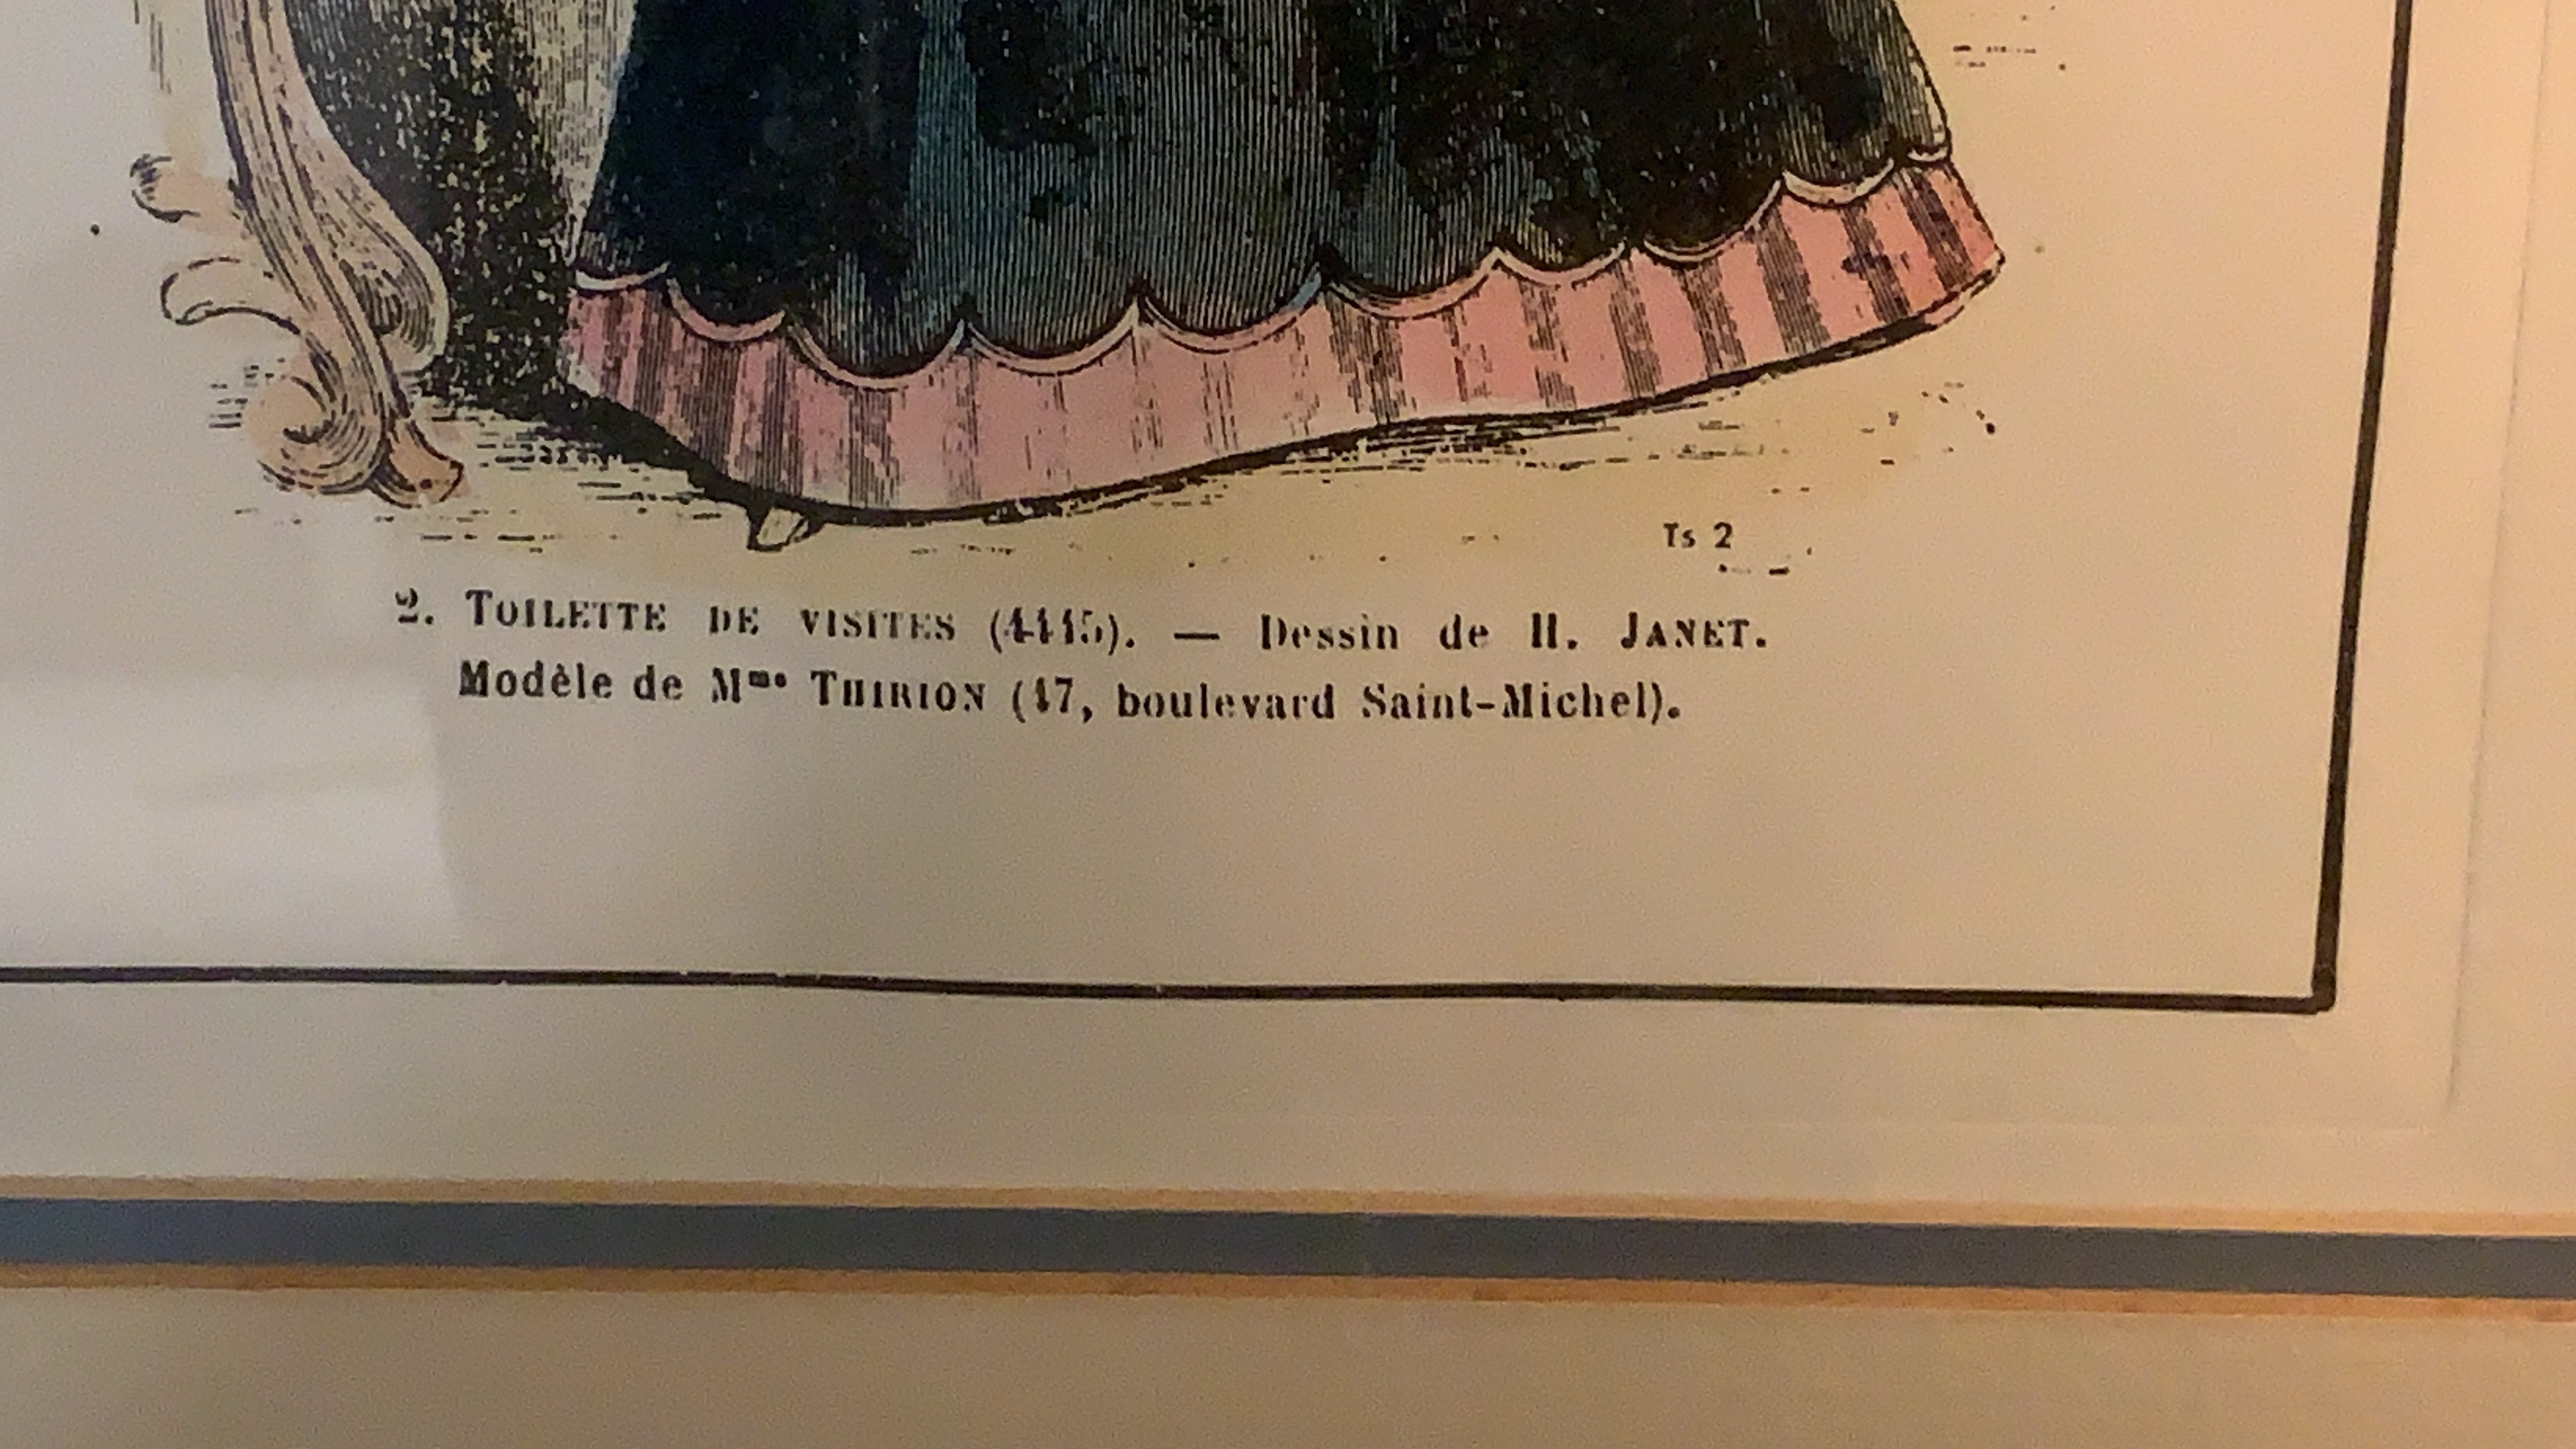 Ts 2
2. TOILETTE DE VISITES (4445). — Dessin de H. JANET.
Modèle de Mme THIRION (47, boulevard Saint-Michel).